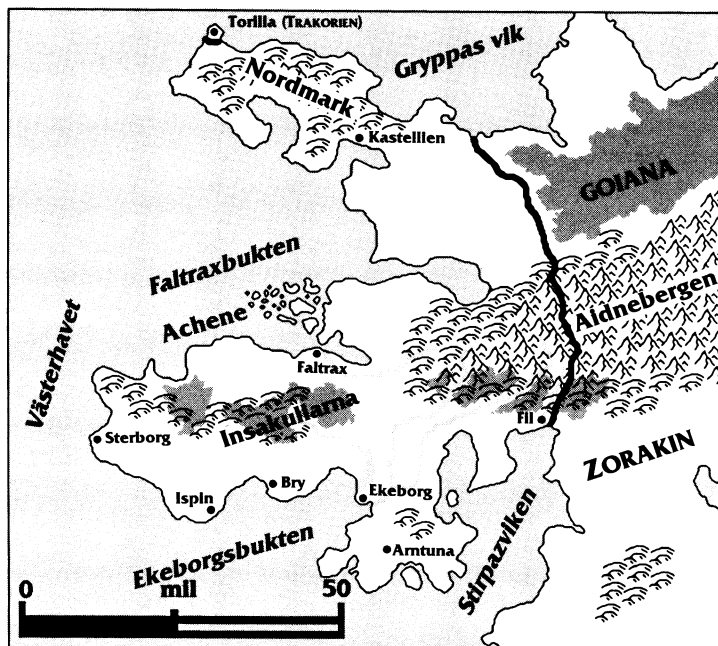 Torilla (TRAKORIEN)
Nordmark
Gryppas vik
Kastellien
GOIANA
Faltraxbukten
Achene
Aidnebergen
Västerhavet
Faltrax
Insakullarna
Sterborg
Fil
ZORAKIN
Bry
Ispin
Ekeborg
Arntuna
Stirpazviken
Ekeborgsbukten
0 mil 50